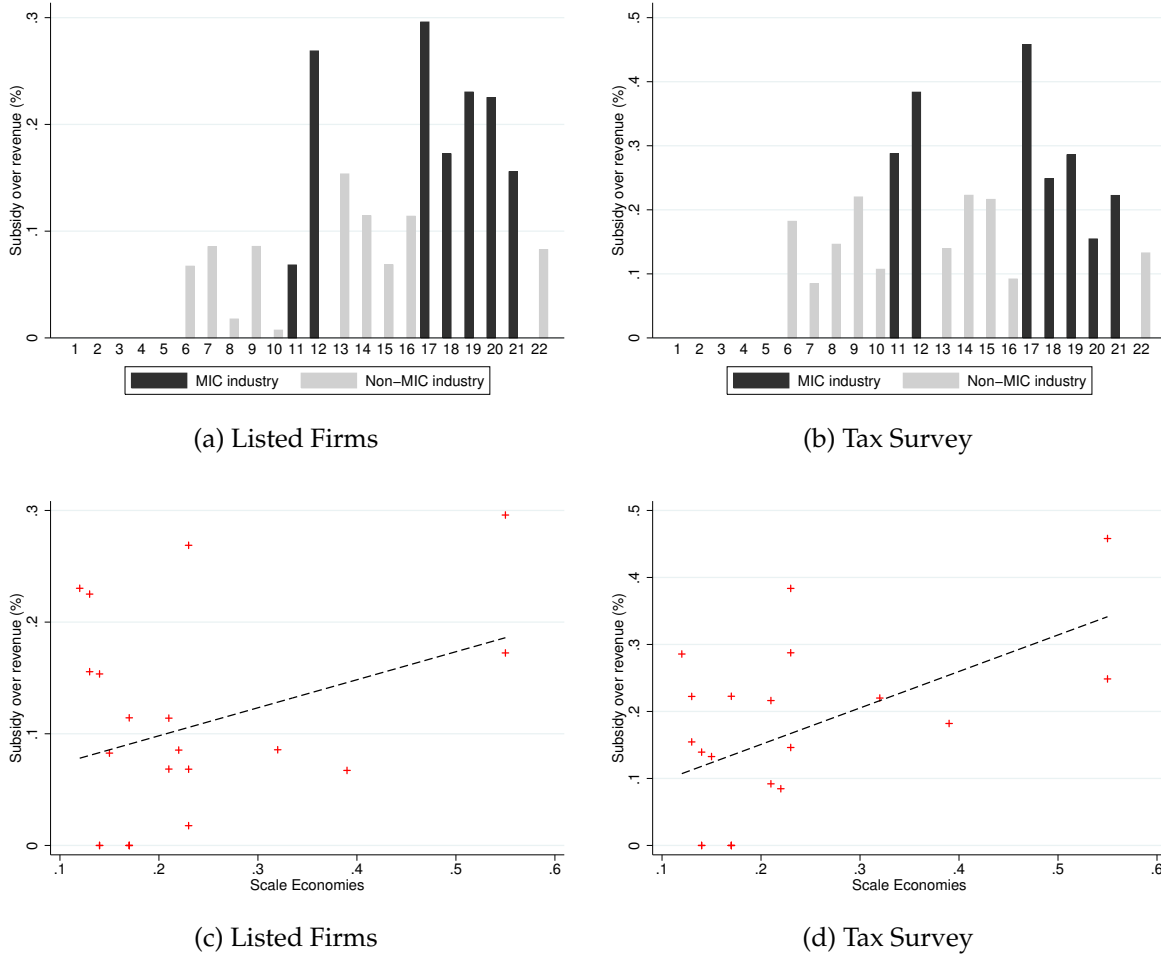 Subsidy over revenue (%)
0 .1 .2 .3
1 2 3 4 5 6 7 8 9 10 11 12 13 14 15 16 17 18 19 20 21 22
MIC industry Non−MIC industry
(a) Listed Firms
Subsidy over revenue (%)
0 .1 .2 .3 .4 .5
1 2 3 4 5 6 7 8 9 10 11 12 13 14 15 16 17 18 19 20 21 22
MIC industry Non−MIC industry
(b) Tax Survey
Subsidy over revenue (%)
0 .1 .2 .3
.1 .2 .3 .4 .5 .6
Scale Economies
(c) Listed Firms
Subsidy over revenue (%)
0 .1 .2 .3 .4 .5
.1 .2 .3 .4 .5 .6
Scale Economies
(d) Tax Survey